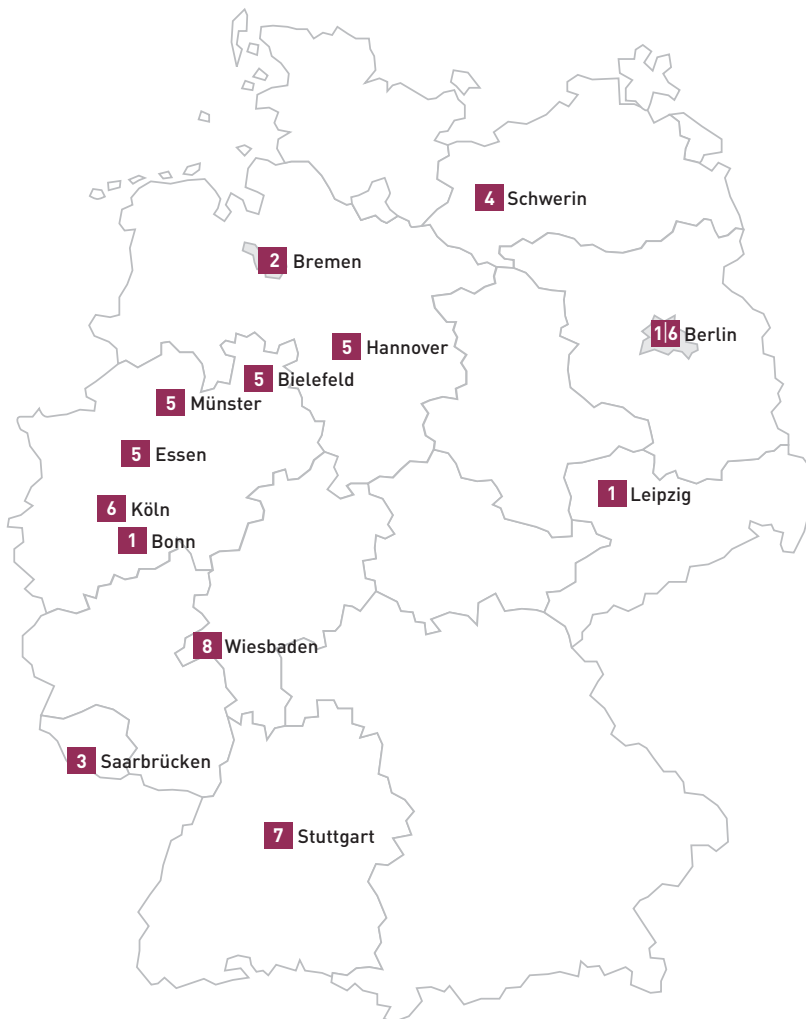 4 Schwerin
2 Bremen
1|6 Berlin
5 Hannover
5 Bielefeld
5 Münster
5 Essen
1 Leipzig
6 Köln
1 Bonn
8 Wiesbaden
3 Saarbrücken
7 Stuttgart